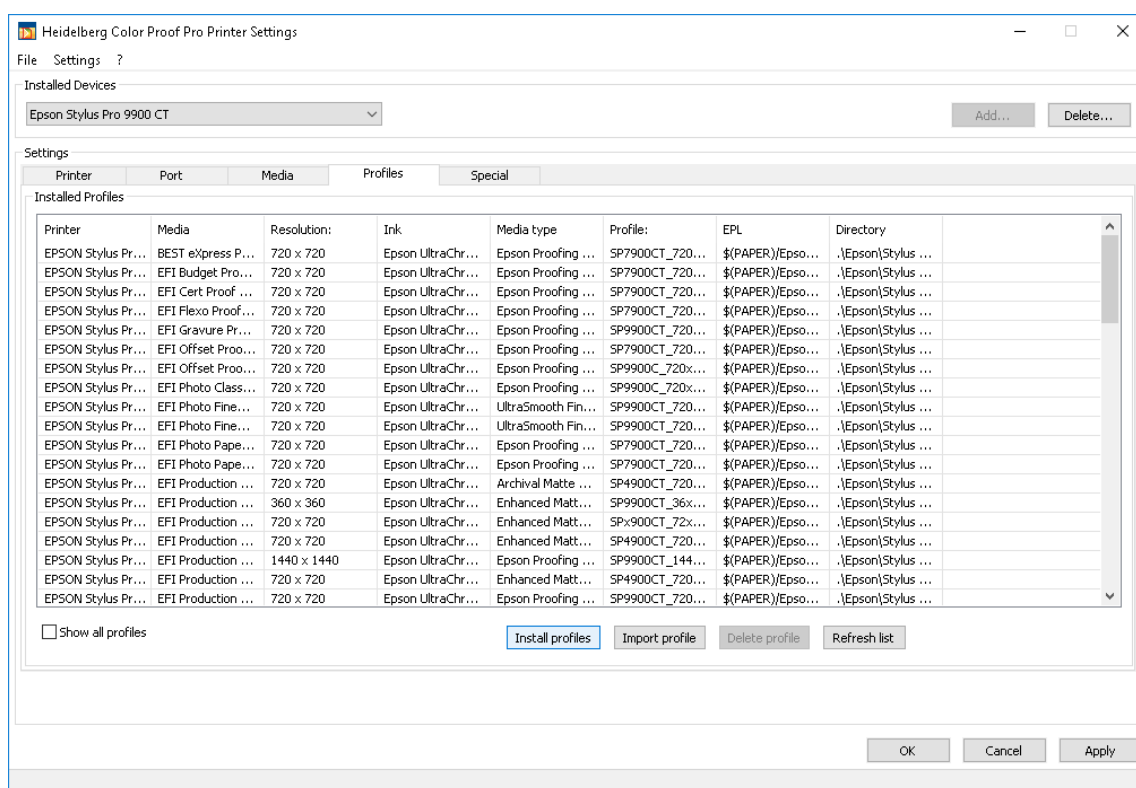 Heidelberg Color Proof Pro Printer Settings
File Settings ?
Installed Devices
Epson Stylus Pro 9900 CT Add... Delete...
Settings
Printer Port Media Profiles Special
Installed Profiles
Printer Media Resolution: Ink Media type Profile: EPL Directory
EPSON Stylus Pr... BEST eXpress P... 720 x 720 Epson UltraChr... Epson Proofing ... SP7900CT_720... $(PAPER)/Epso... .\Epson\Stylus ...
EPSON Stylus Pr... EFI Budget Pro... 720 x 720 Epson UltraChr... Epson Proofing ... SP7900CT_720... $(PAPER)/Epso... .\Epson\Stylus ...
EPSON Stylus Pr... EFI Cert Proof ... 720 x 720 Epson UltraChr... Epson Proofing ... SP7900CT_720... $(PAPER)/Epso... .\Epson\Stylus ...
EPSON Stylus Pr... EFI Flexo Proof... 720 x 720 Epson UltraChr... Epson Proofing ... SP7900CT_720... $(PAPER)/Epso... .\Epson\Stylus ...
EPSON Stylus Pr... EFI Gravure Pr... 720 x 720 Epson UltraChr... Epson Proofing ... SP9900CT_720... $(PAPER)/Epso... .\Epson\Stylus ...
EPSON Stylus Pr... EFI Offset Proo... 720 x 720 Epson UltraChr... Epson Proofing ... SP7900CT_720... $(PAPER)/Epso... .\Epson\Stylus ...
EPSON Stylus Pr... EFI Offset Proo... 720 x 720 Epson UltraChr... Epson Proofing ... SP9900C_720x... $(PAPER)/Epso... .\Epson\Stylus ...
EPSON Stylus Pr... EFI Photo Class... 720 x 720 Epson UltraChr... Epson Proofing ... SP9900C_720x... $(PAPER)/Epso... .\Epson\Stylus ...
EPSON Stylus Pr... EFI Photo Fine... 720 x 720 Epson UltraChr... UltraSmooth Fin... SP9900CT_720... $(PAPER)/Epso... .\Epson\Stylus ...
EPSON Stylus Pr... EFI Photo Fine... 720 x 720 Epson UltraChr... UltraSmooth Fin... SP9900CT_720... $(PAPER)/Epso... .\Epson\Stylus ...
EPSON Stylus Pr... EFI Photo Pape... 720 x 720 Epson UltraChr... Epson Proofing ... SP7900CT_720... $(PAPER)/Epso... .\Epson\Stylus ...
EPSON Stylus Pr... EFI Photo Pape... 720 x 720 Epson UltraChr... Epson Proofing ... SP7900CT_720... $(PAPER)/Epso... .\Epson\Stylus ...
EPSON Stylus Pr... EFI Production ... 720 x 720 Epson UltraChr... Archival Matte ... SP4900CT_720... $(PAPER)/Epso... .\Epson\Stylus ...
EPSON Stylus Pr... EFI Production ... 360 x 360 Epson UltraChr... Enhanced Matt... SP9900CT_36x... $(PAPER)/Epso... .\Epson\Stylus ...
EPSON Stylus Pr... EFI Production ... 720 x 720 Epson UltraChr... Enhanced Matt... SPx900CT_72x... $(PAPER)/Epso... .\Epson\Stylus ...
EPSON Stylus Pr... EFI Production ... 720 x 720 Epson UltraChr... Enhanced Matt... SP4900CT_720... $(PAPER)/Epso... .\Epson\Stylus ...
EPSON Stylus Pr... EFI Production ... 1440 x 1440 Epson UltraChr... Epson Proofing ... SP9900CT_144... $(PAPER)/Epso... .\Epson\Stylus ...
EPSON Stylus Pr... EFI Production ... 720 x 720 Epson UltraChr... Enhanced Matt... SP4900CT_720... $(PAPER)/Epso... .\Epson\Stylus ...
EPSON Stylus Pr... EFI Production ... 720 x 720 Epson UltraChr... Epson Proofing ... SP9900CT_720... $(PAPER)/Epso... .\Epson\Stylus ...
Show all profiles Install profiles Import profile Delete profile Refresh list
OK Cancel Apply